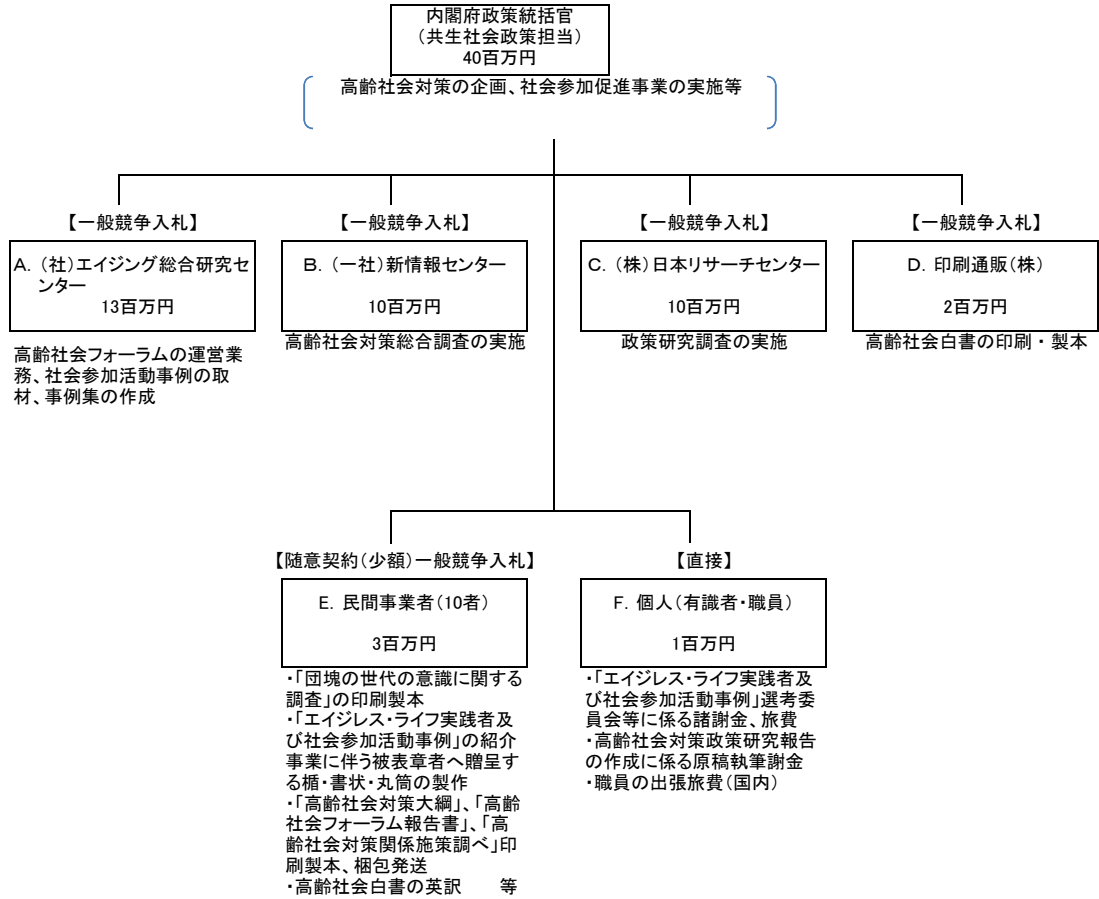 内閣府政策統括官
(共生社会政策担当)
40百万円
高齢社会対策の企画、社会参加促進事業の実施等
【一般競争入札】
A. (社)エイジング総合研究セ
ンター
13百万円
高齢社会フォーラムの運営業
務、社会参加活動事例の取
材、事例集の作成
【一般競争入札】
B. (一社)新情報センター
10百万円
高齢社会対策総合調査の実施
【一般競争入札】
C. (株)日本リサーチセンター
10百万円
政策研究調査の実施
【一般競争入札】
D. 印刷通販(株)
2百万円
高齢社会白書の印刷・製本
【随意契約(少額)一般競争入札】
E. 民間事業者(10者)
3百万円
・「団塊の世代の意識に関する
調査」の印刷製本
・「エイジレス・ライフ実践者及
び社会参加活動事例」の紹介
事業に伴う被表章者へ贈呈す
る楯・書状・丸筒の製作
・「高齢社会対策大綱」、「高齢
社会フォーラム報告書」、「高
齢社会対策関係施策調べ」印
刷製本、梱包発送
・高齢社会白書の英訳 等
【直接】
F. 個人(有識者・職員)
1百万円
・「エイジレス・ライフ実践者及
び社会参加活動事例」選考委
員会等に係る諸謝金、旅費
・高齢社会対策政策研究報告
の作成に係る原稿執筆謝金
・職員の出張旅費(国内)